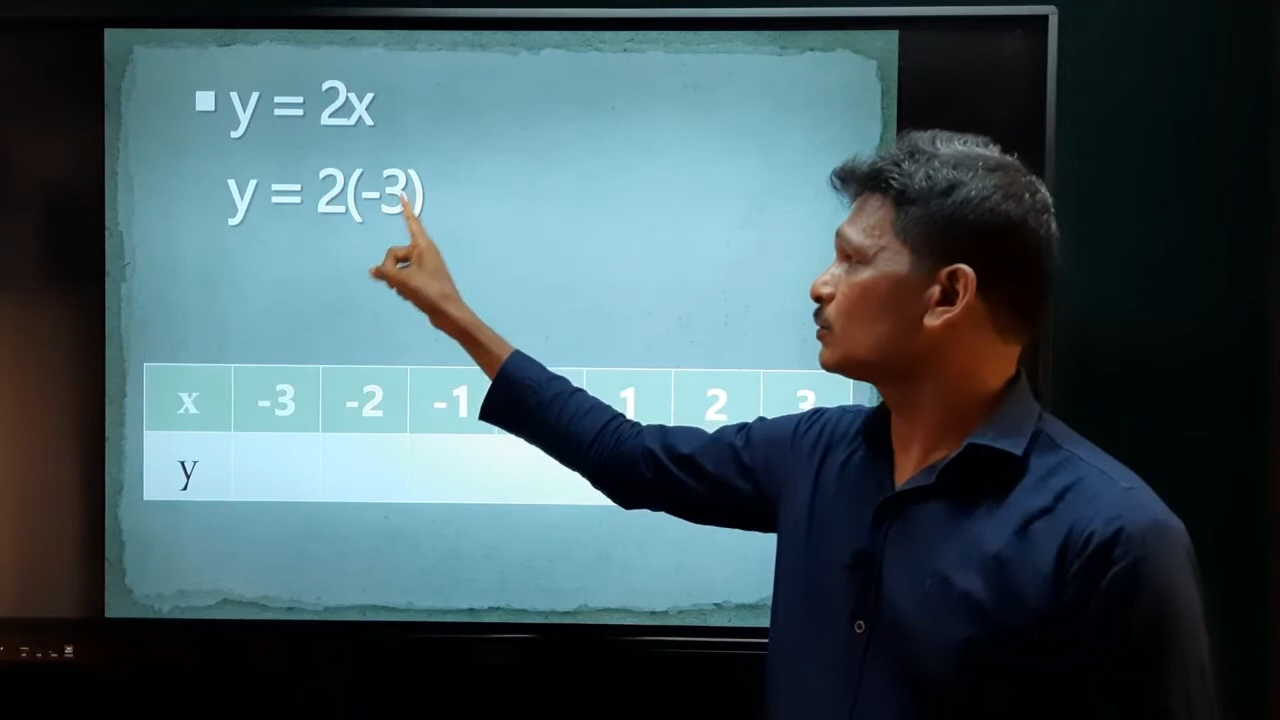 ▪ y = 2x
y = 2(-3)
x -3 -2 -1 1 2 3
y